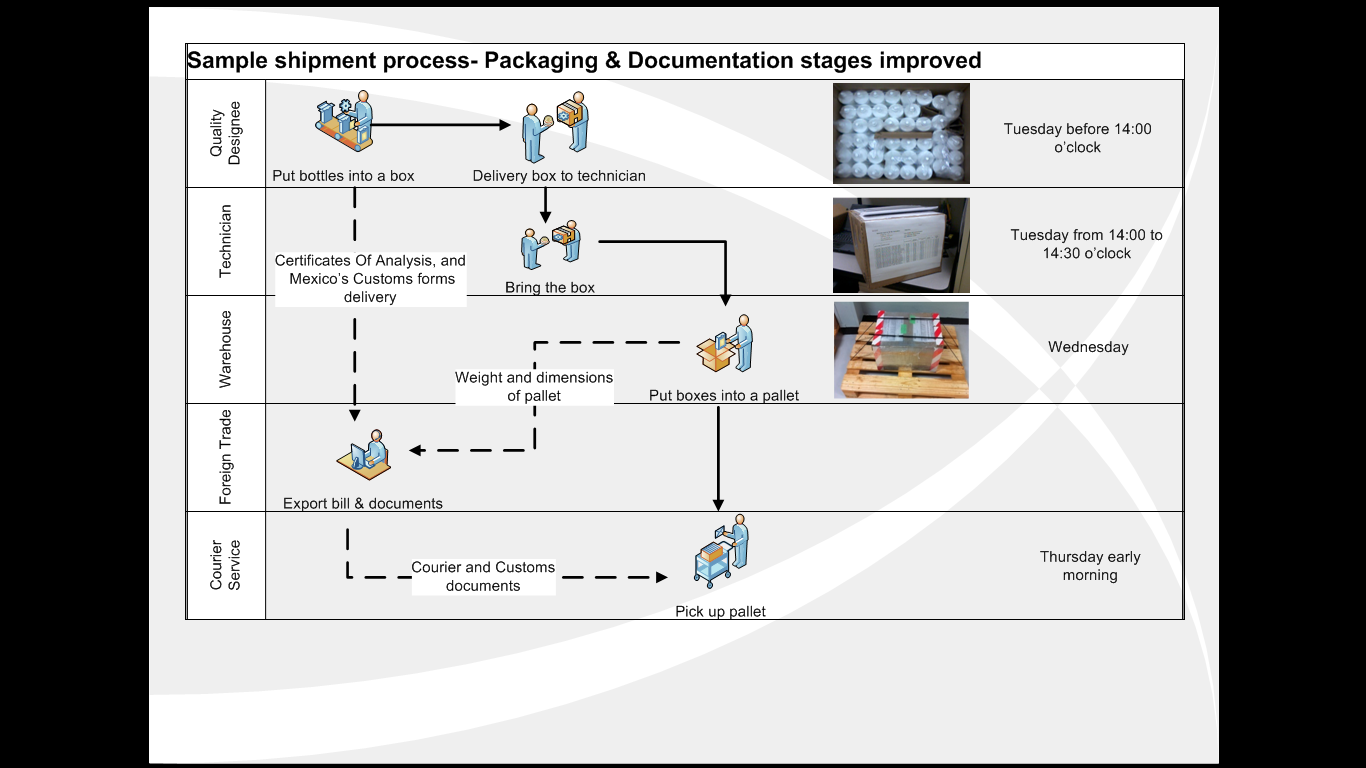 Sample shipment process- Packaging & Documentation stages improved
Quality
Designee
Put bottles into a box
Delivery box to technician
Tuesday before 14:00
o’clock
Technician
Certificates Of Analysis, and
Mexico’s Customs forms
delivery
Bring the box
Tuesday from 14:00 to
14:30 o’clock
Warehouse
Weight and dimensions
of pallet
Put boxes into a pallet
Wednesday
Foreign Trade
Export bill & documents
Courier
Service
Courier and Customs
documents
Pick up pallet
Thursday early
morning